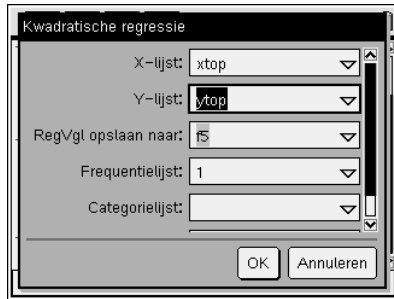 Kwadratische regressie
X-lijst: xtop
Y-lijst: ytop
RegVgl opslaan naar: f5
Frequentielijst: 1
Categorielijst:
OK Annuleren